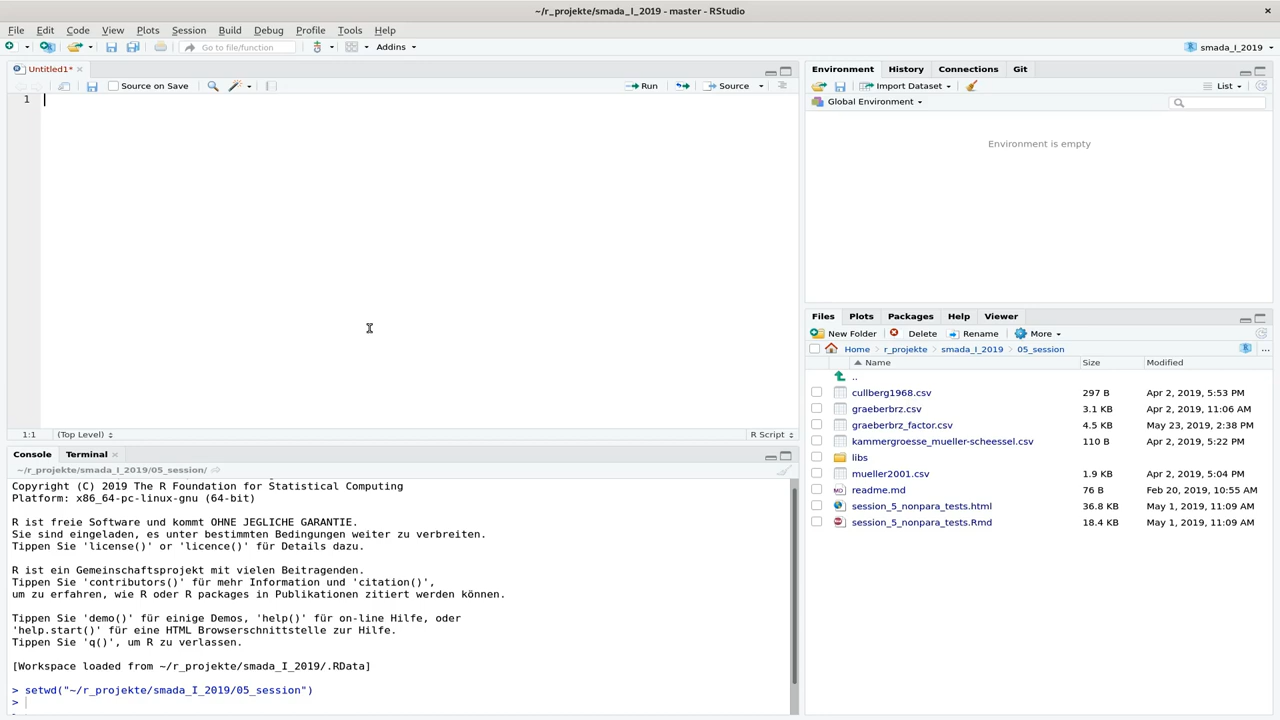 ~/r_projekte/smada_I_2019 - master - RStudio
File Edit Code View Plots Session Build Debug Profile Tools Help
Go to file/function Addins smada_I_2019
Untitled1*
Source on Save Run Source
1
1:1 (Top Level) R Script
Console Terminal
~/r_projekte/smada_I_2019/05_session/
Copyright (C) 2019 The R Foundation for Statistical Computing
Platform: x86_64-pc-linux-gnu (64-bit)
R ist freie Software und kommt OHNE JEGLICHE GARANTIE.
Sie sind eingeladen, es unter bestimmten Bedingungen weiter zu verbreiten.
Tippen Sie 'license()' or 'licence()' für Details dazu.
R ist ein Gemeinschaftsprojekt mit vielen Beitragenden.
Tippen Sie 'contributors()' für mehr Information und 'citation()',
um zu erfahren, wie R oder R packages in Publikationen zitiert werden können.
Tippen Sie 'demo()' für einige Demos, 'help()' für on-line Hilfe, oder
'help.start()' für eine HTML Browserschnittstelle zur Hilfe.
Tippen Sie 'q()', um R zu verlassen.
[Workspace loaded from ~/r_projekte/smada_I_2019/.RData]
> setwd("~/r_projekte/smada_I_2019/05_session")
>
Environment History Connections Git
Import Dataset List
Global Environment
Environment is empty
Files Plots Packages Help Viewer
New Folder Delete Rename More
Home r_projekte smada_I_2019 05_session ...
Name Size Modified
..
cullberg1968.csv 297 B Apr 2, 2019, 5:53 PM
graeberbrz.csv 3.1 KB Apr 2, 2019, 11:06 AM
graeberbrz_factor.csv 4.5 KB May 23, 2019, 2:38 PM
kammergroesse_mueller-scheessel.csv 110 B Apr 2, 2019, 5:22 PM
libs
mueller2001.csv 1.9 KB Apr 2, 2019, 5:04 PM
readme.md 76 B Feb 20, 2019, 10:55 AM
session_5_nonpara_tests.html 36.8 KB May 1, 2019, 11:09 AM
session_5_nonpara_tests.Rmd 18.4 KB May 1, 2019, 11:09 AM